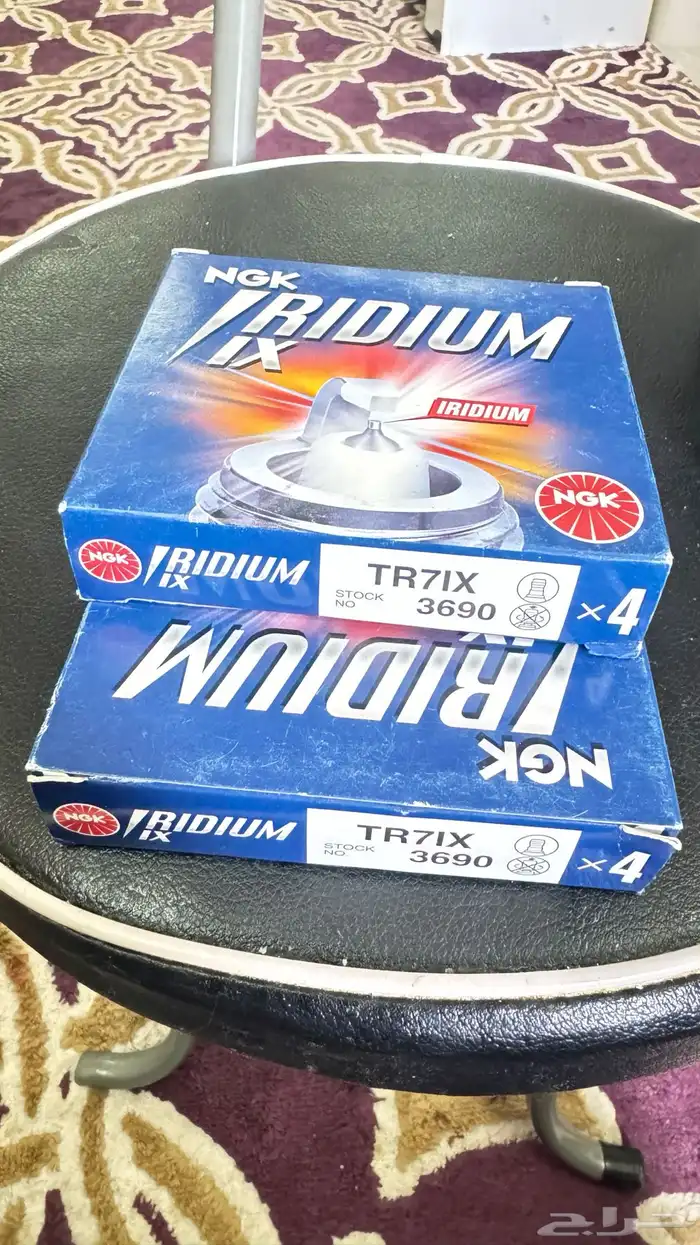 NGK
IRIDIUM
IX
IRIDIUM
NGK
NGK IRIDIUM
IX
TR7IX
STOCK
NO
3690
×4
IRIDIUM
IX
NGK
NGK IRIDIUM
IX
TR7IX
STOCK
NO.
3690
×4
حراج